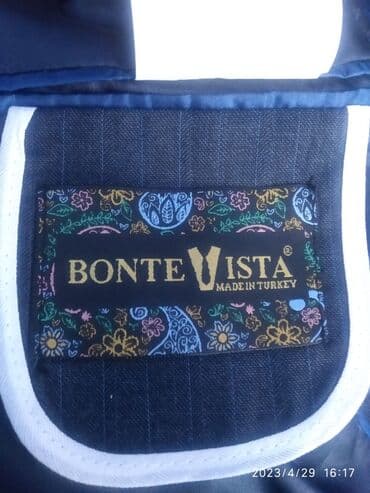 BONTE VISTA ®
MADE IN TURKEY
2023/4/29 16:17